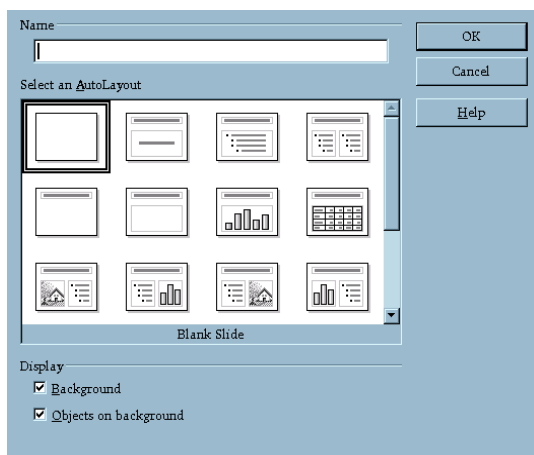 Name
OK
Cancel
Select an AutoLayout
Help
Blank Slide
Display
Background
Objects on background